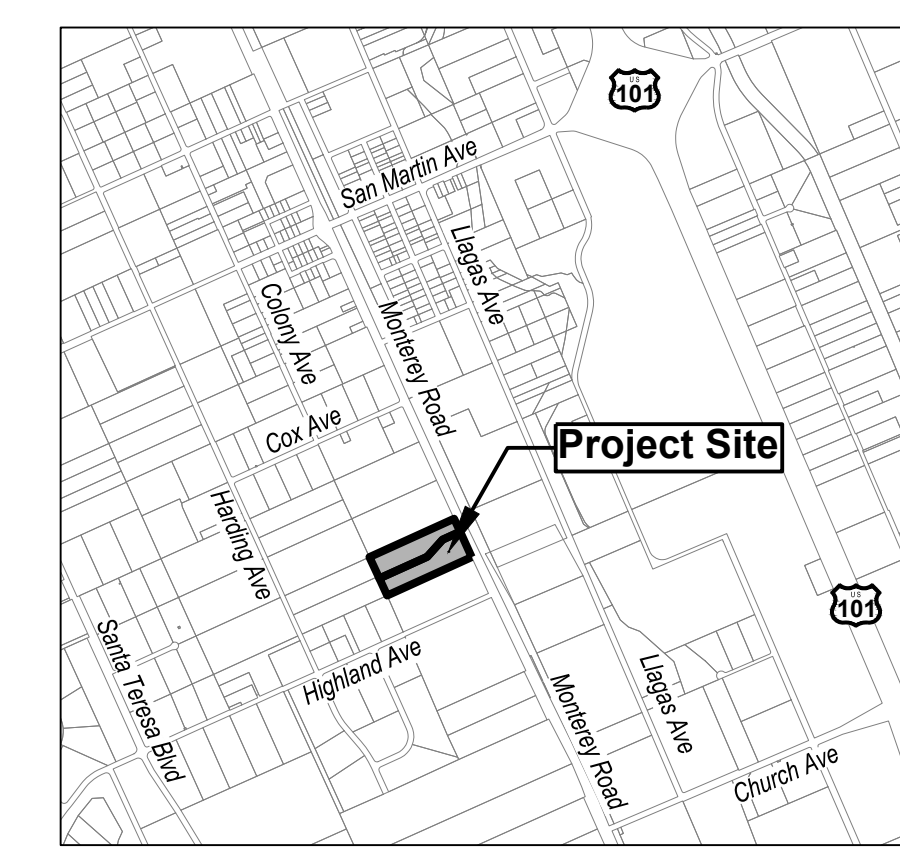 US
101
San Martin Ave
Llagas Ave
Colony Ave
Monterey Road
Cox Ave
Project Site
Harding Ave
US
101
Santa Teresa Blvd
Highland Ave
Llagas Ave
Monterey Road
Church Ave